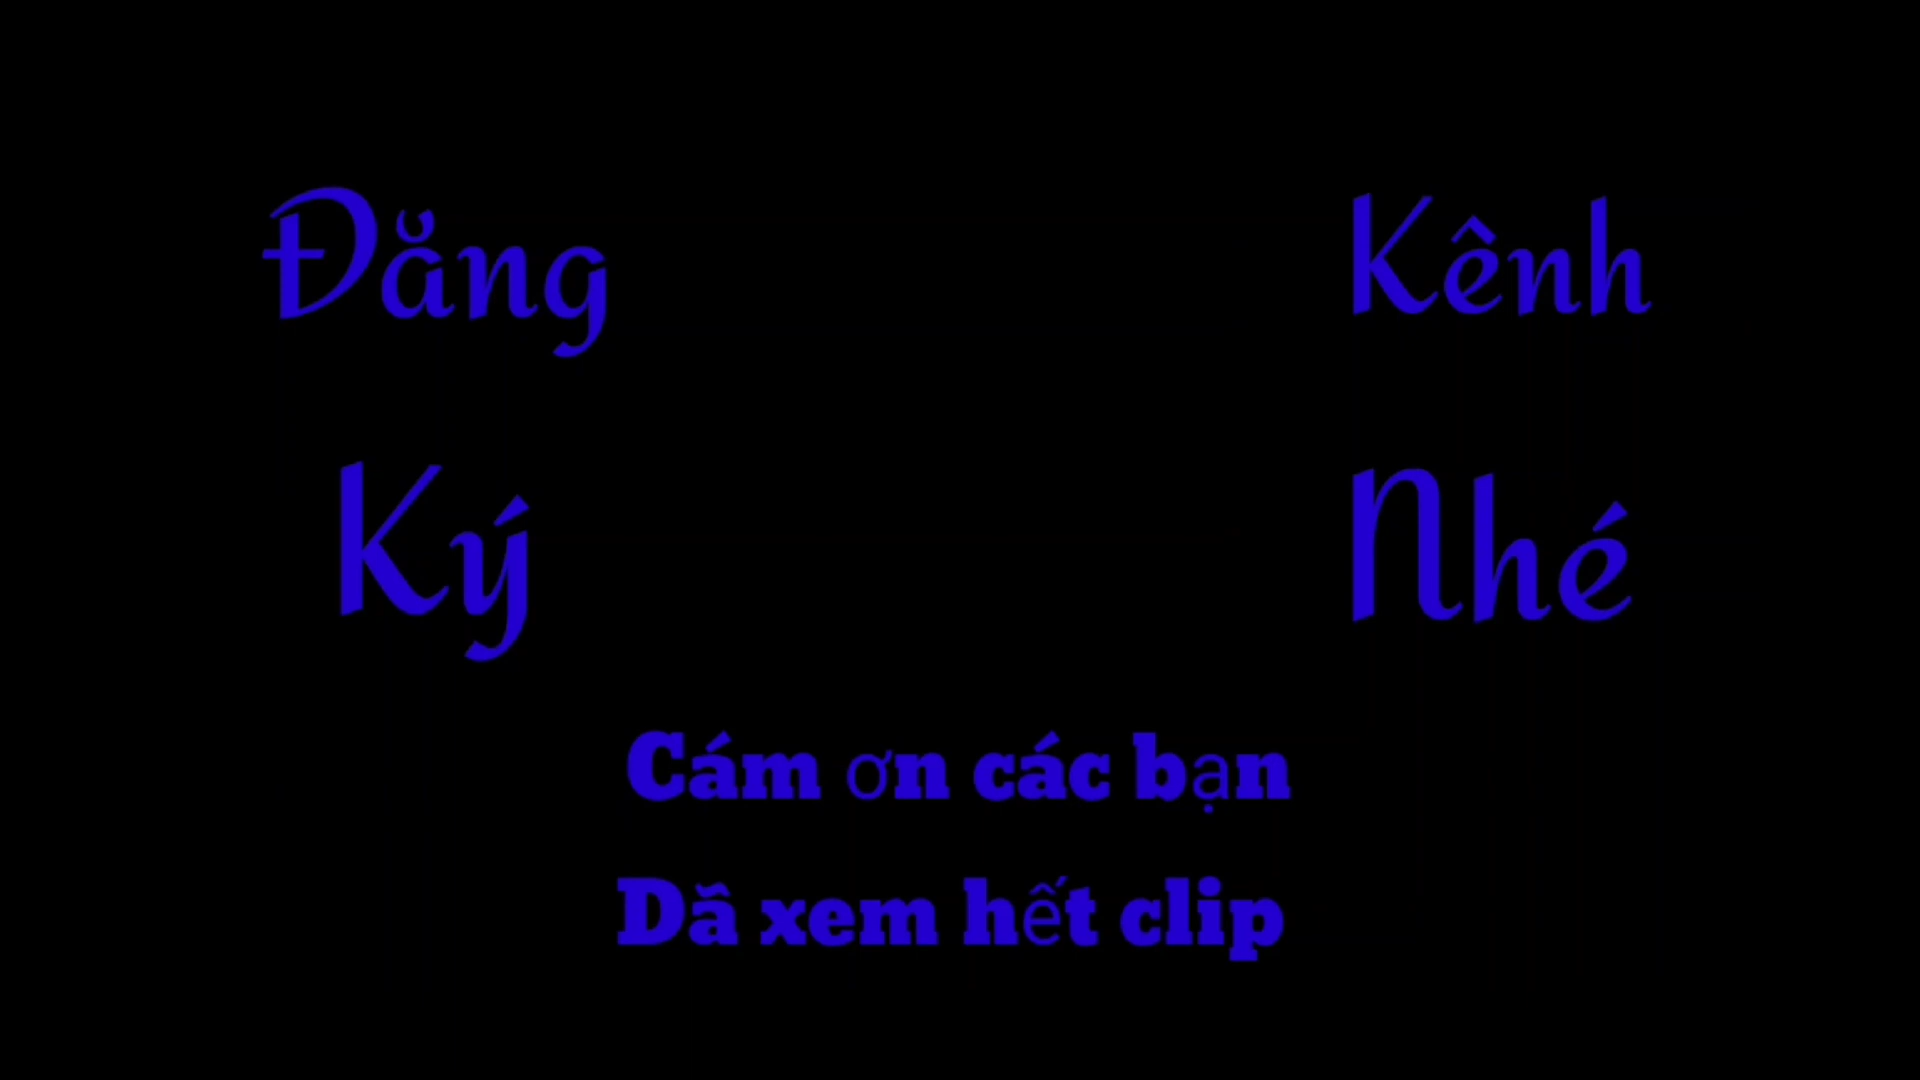 Đăng
Ký
Kênh
Nhé
Cám ơn các bạn
Dã xem hết clip